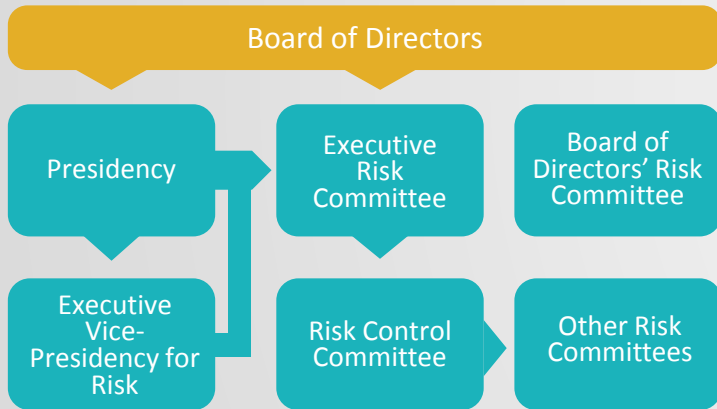 Board of Directors
Presidency
Executive
Risk
Committee
Board of
Directors’ Risk
Committee
Executive
Vice-
Presidency for
Risk
Risk Control
Committee
Other Risk
Committees